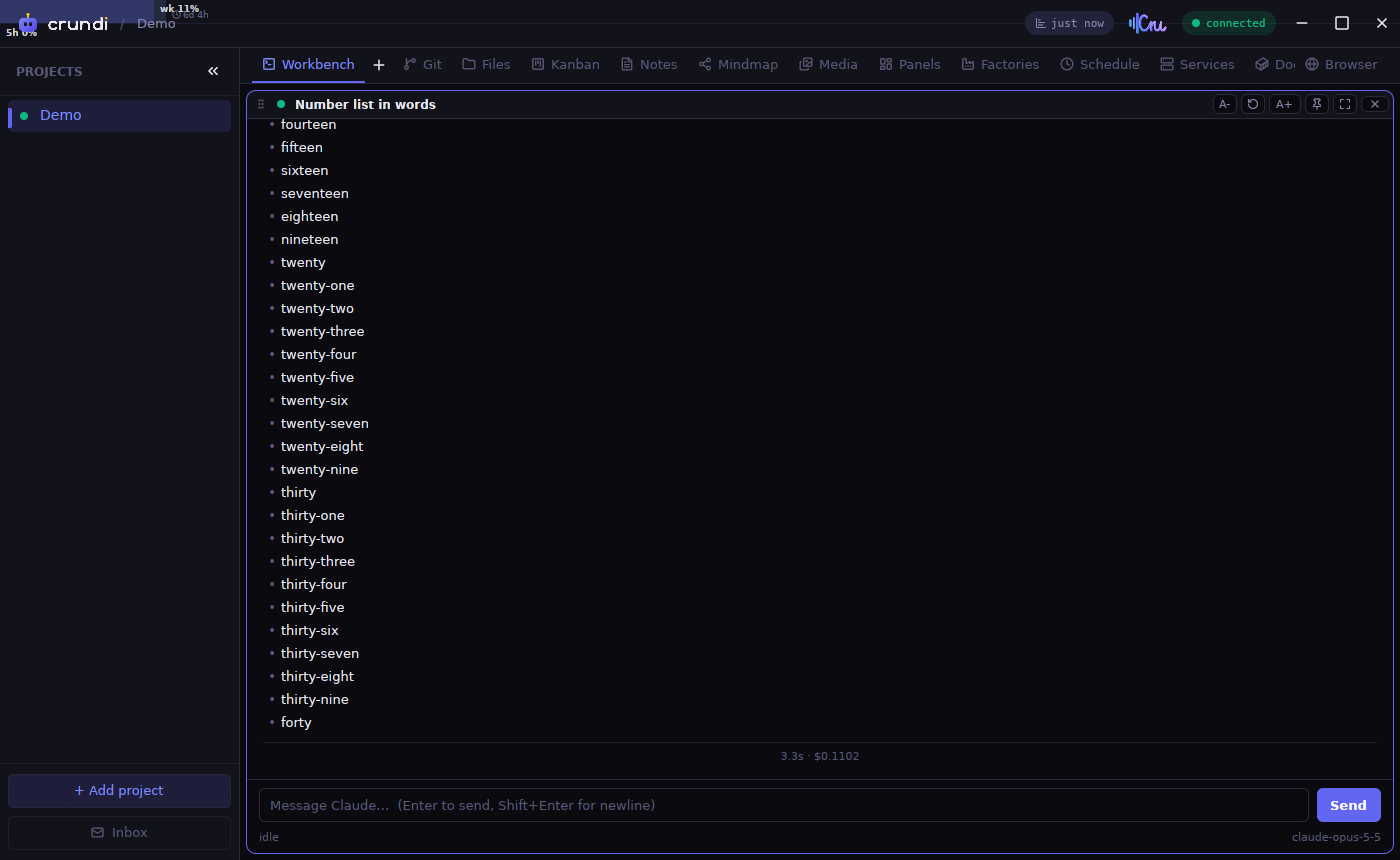 wk 11%
6d 4h
5h 0%
crundi / Demo
just now
Cru
connected
PROJECTS
Workbench
Git
Files
Kanban
Notes
Mindmap
Media
Panels
Factories
Schedule
Services
Doc
Browser
Demo
Number list in words
A-
A+
fourteen
fifteen
sixteen
seventeen
eighteen
nineteen
twenty
twenty-one
twenty-two
twenty-three
twenty-four
twenty-five
twenty-six
twenty-seven
twenty-eight
twenty-nine
thirty
thirty-one
thirty-two
thirty-three
thirty-four
thirty-five
thirty-six
thirty-seven
thirty-eight
thirty-nine
forty
3.3s · $0.1102
+ Add project
Inbox
Message Claude... (Enter to send, Shift+Enter for newline)
Send
idle
claude-opus-5-5